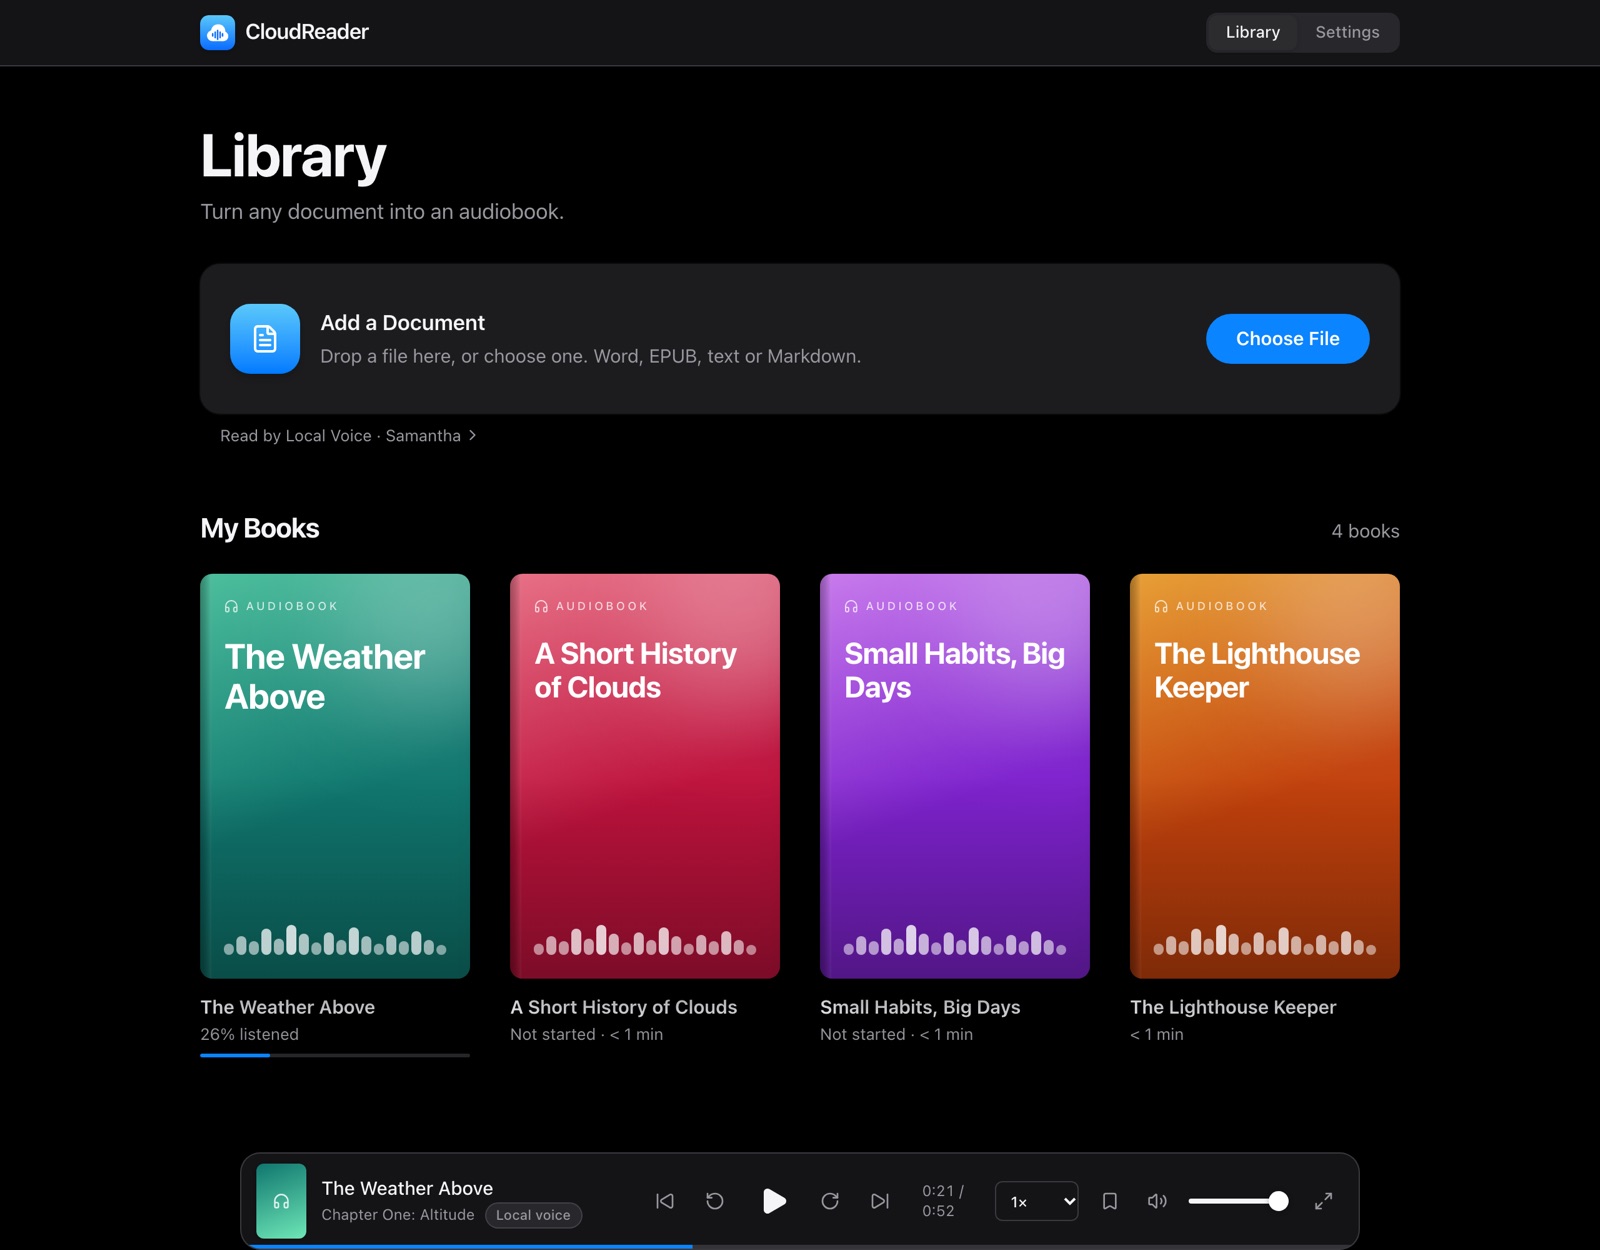 CloudReader
Library
Settings
Library
Turn any document into an audiobook.
Add a Document
Drop a file here, or choose one. Word, EPUB, text or Markdown.
Choose File
Read by Local Voice · Samantha
My Books
4 books
AUDIOBOOK
The Weather
Above
The Weather Above
26% listened
AUDIOBOOK
A Short History
of Clouds
A Short History of Clouds
Not started · < 1 min
AUDIOBOOK
Small Habits, Big
Days
Small Habits, Big Days
Not started · < 1 min
AUDIOBOOK
The Lighthouse
Keeper
The Lighthouse Keeper
< 1 min
The Weather Above
Chapter One: Altitude
Local voice
0:21 /
0:52
1×